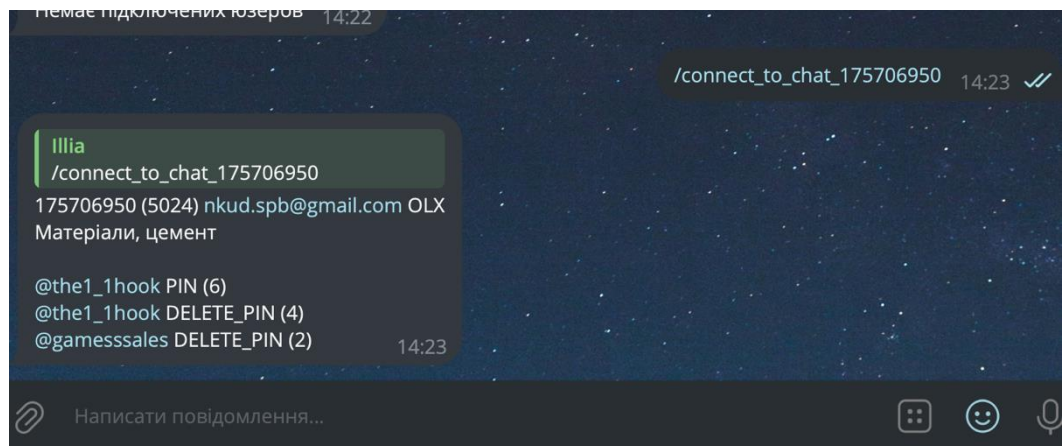 Немає підключених юзерів
14:22
/connect_to_chat_175706950
14:23
Illia
/connect_to_chat_175706950
175706950 (5024) nkud.spb@gmail.com OLX
Матеріали, цемент
@the1_1hook PIN (6)
@the1_1hook DELETE_PIN (4)
@gamesssales DELETE_PIN (2)
14:23
Написати повідомлення...